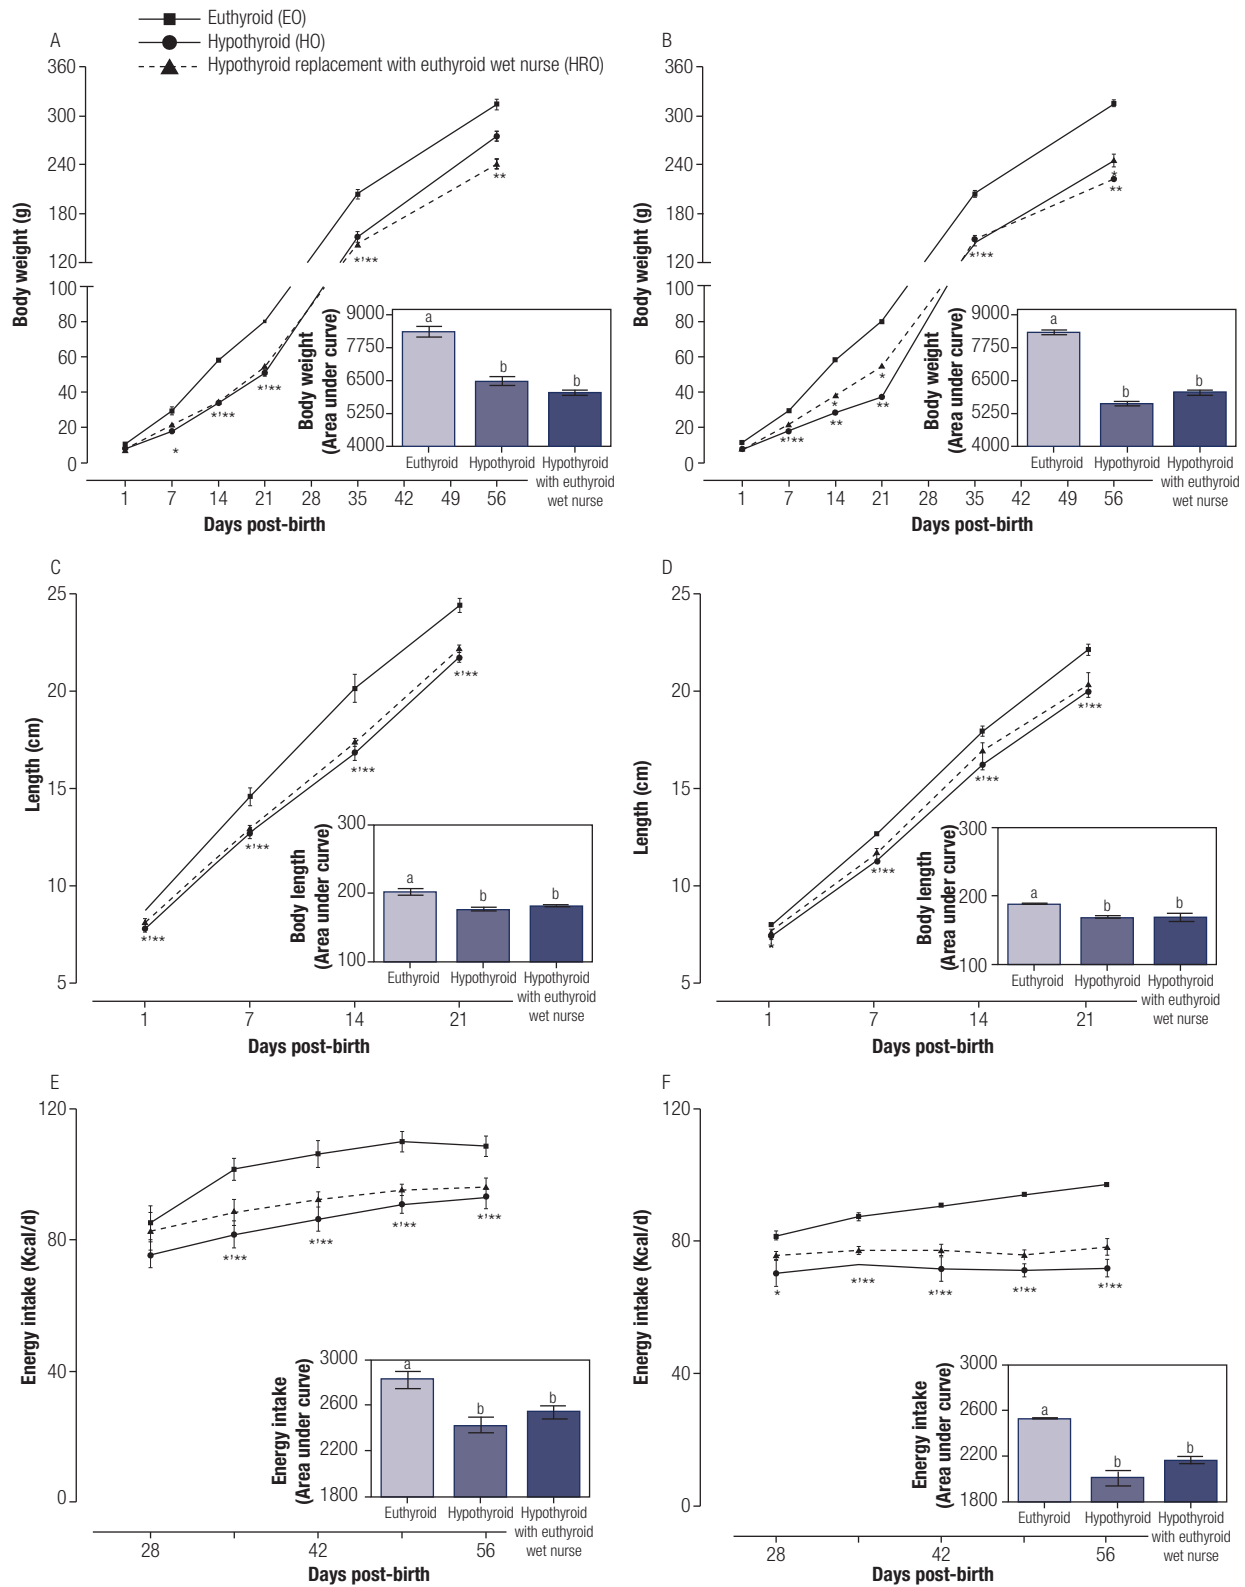 Euthyroid (EO)
Hypothyroid (HO)
Hypothyroid replacement with euthyroid wet nurse (HRO)
A
Body weight (g)
360
300
240
180
120
100
80
60
40
20
0
*
*,**
*,**
*,**
**
1 7 14 21 28 35 42 49 56
Days post-birth
Body weight
(Area under curve)
9000
7750
6500
5250
4000
a
b
b
Euthyroid Hypothyroid Hypothyroid
with euthyroid
wet nurse
B
Body weight (g)
360
300
240
180
120
100
80
60
40
20
0
*,**
*
**
*
**
*,**
*
**
1 7 14 21 28 35 42 49 56
Days post-birth
Body weight
(Area under curve)
9000
7750
6500
5250
4000
a
b
b
Euthyroid Hypothyroid Hypothyroid
with euthyroid
wet nurse
C
Length (cm)
25
20
15
10
5
*,**
*,**
*,**
*,**
1 7 14 21
Days post-birth
Body length
(Area under curve)
300
200
100
a
b
b
Euthyroid Hypothyroid Hypothyroid
with euthyroid
wet nurse
D
Length (cm)
25
20
15
10
5
*
*,**
*,**
*,**
1 7 14 21
Days post-birth
Body length
(Area under curve)
300
200
100
a
b
b
Euthyroid Hypothyroid Hypothyroid
with euthyroid
wet nurse
E
Energy intake (Kcal/d)
120
80
40
0
*,**
*,**
*,**
*,**
28 42 56
Days post-birth
Energy intake
(Area under curve)
3000
2600
2200
1800
a
b
b
Euthyroid Hypothyroid Hypothyroid
with euthyroid
wet nurse
F
Energy intake (Kcal/d)
120
80
40
0
*
*,**
*,**
*,**
*,**
28 42 56
Days post-birth
Energy intake
(Area under curve)
3000
2600
2200
1800
a
b
b
Euthyroid Hypothyroid Hypothyroid
with euthyroid
wet nurse